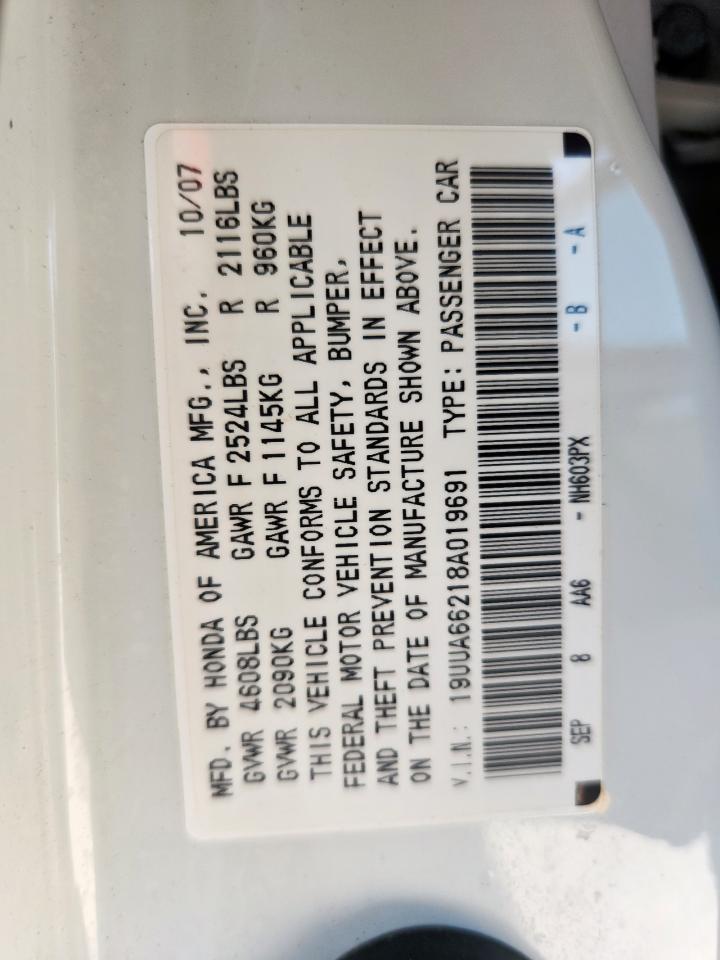 MFD. BY HONDA OF AMERICA MFG., INC. 10/07
GVWR 4608LBS GAWR F 2524LBS R 2116LBS
GVWR 2090KG GAWR F 1145KG R 960KG
THIS VEHICLE CONFORMS TO ALL APPLICABLE
FEDERAL MOTOR VEHICLE SAFETY, BUMPER,
AND THEFT PREVENTION STANDARDS IN EFFECT
ON THE DATE OF MANUFACTURE SHOWN ABOVE.
V.I.N.: 19UUA66218A019691 TYPE: PASSENGER CAR
SEP 8 AA6 - NH603PX - B - A